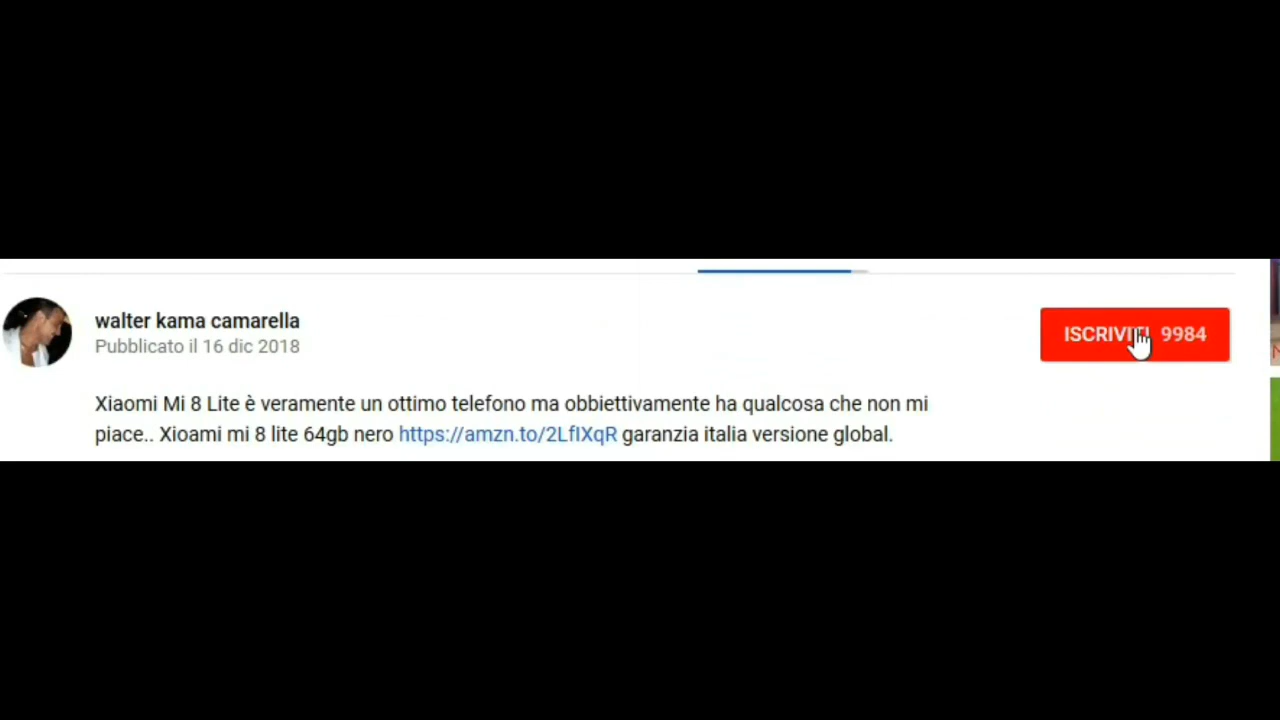 walter kama camarella
Pubblicato il 16 dic 2018
ISCRIVITI 9984
Xiaomi Mi 8 Lite è veramente un ottimo telefono ma obbiettivamente ha qualcosa che non mi
piace.. Xioami mi 8 lite 64gb nero https://amzn.to/2LfIXqR garanzia italia versione global.